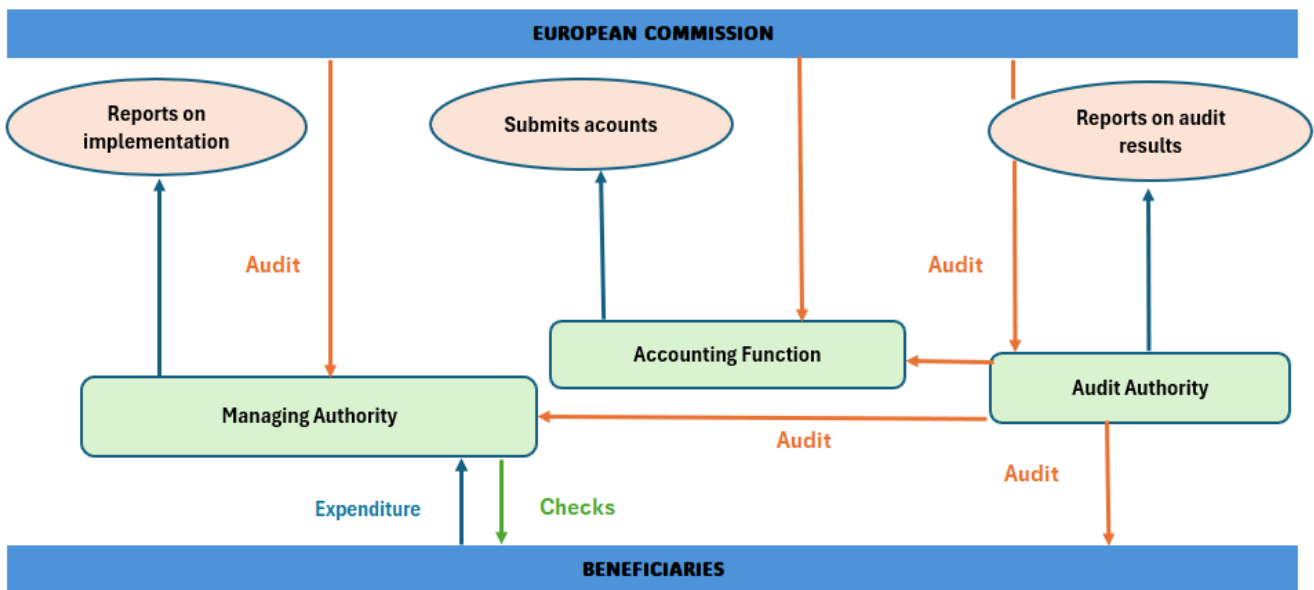 EUROPEAN COMMISSION
Reports on
implementation
Submits acounts
Reports on audit
results
Audit
Audit
Accounting Function
Audit Authority
Managing Authority
Audit
Audit
Expenditure
Checks
BENEFICIARIES